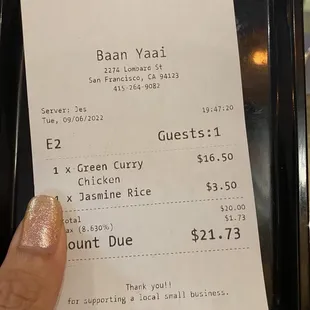 Baan Yaai
2274 Lombard St
San Francisco, CA 94123
415-264-9082
Server: Jes
Tue, 09/06/2022 19:47:20
E2 Guests:1
1 x Green Curry $16.50
Chicken
x Jasmine Rice $3.50
total $20.00
ax (8.630%) $1.73
ount Due $21.73
Thank you!!
for supporting a local small business.